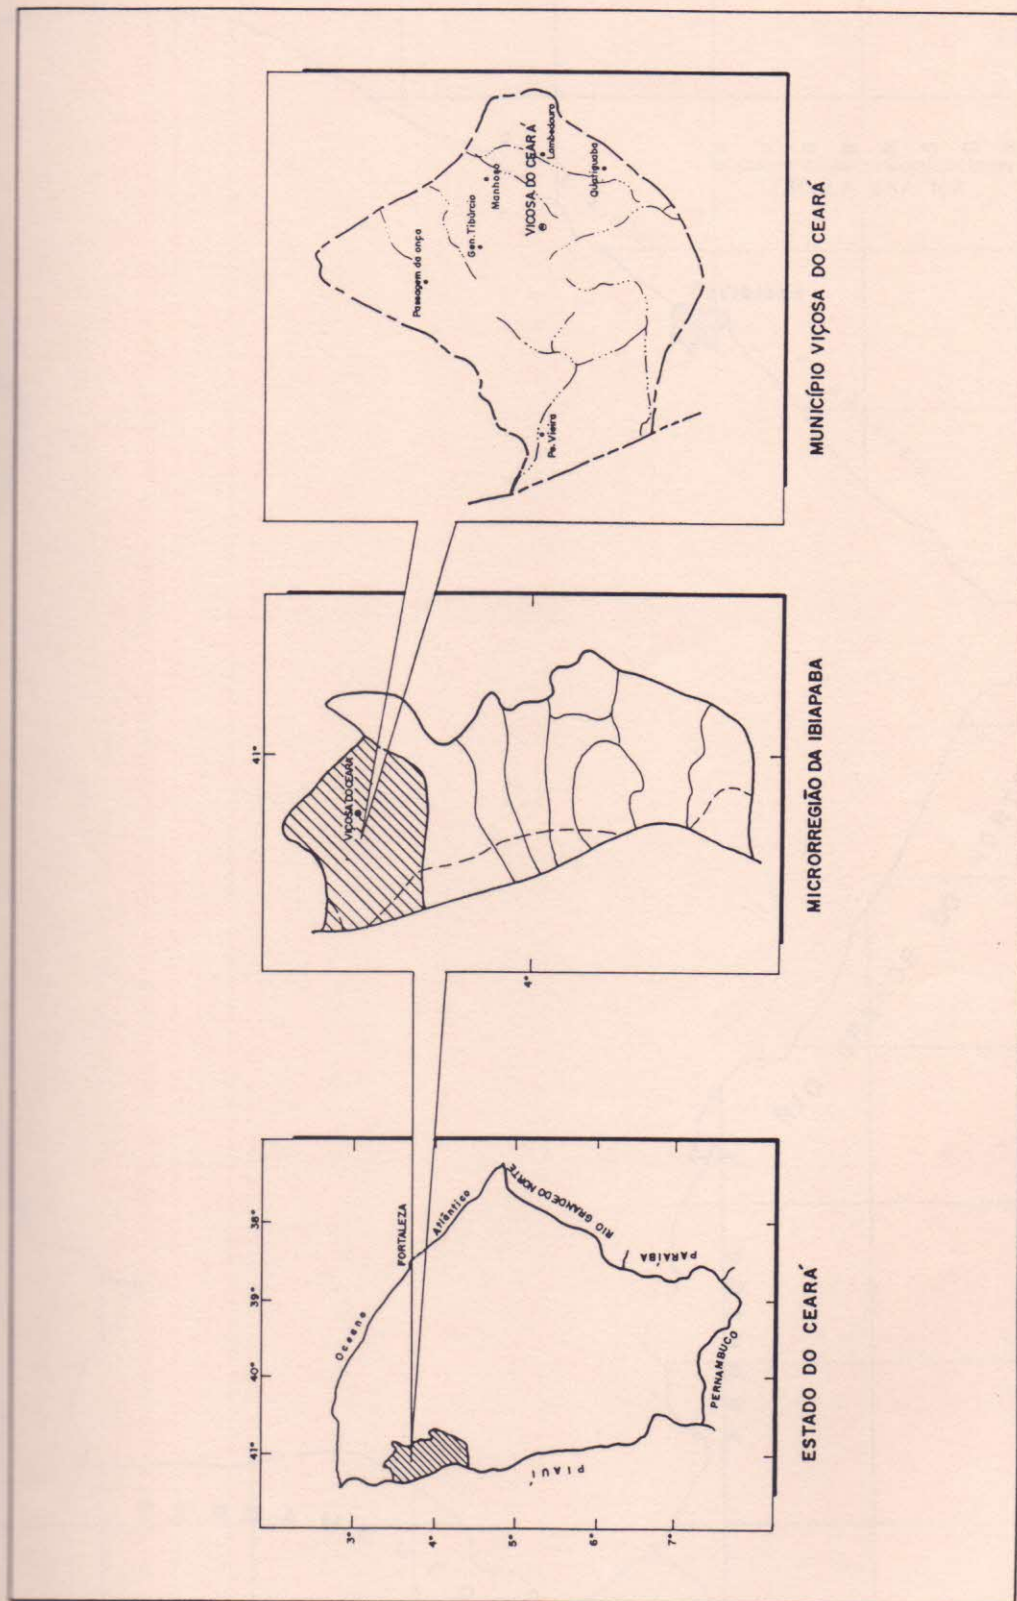 38°
39°
40°
41°
3°
4°
5°
6°
7°
Oceano
FORTALEZA
Atlântico
RIO GRANDE DO NORTE
PARAÍBA
PERNAMBUCO
PIAUÍ
ESTADO DO CEARÁ
41°
4°
VIÇOSA DO CEARÁ
MICRORREGIÃO DA IBIAPABA
Passagem da onça
Gen. Tibúrcio
Manhoso
VIÇOSA DO CEARÁ
Lambedouro
Quatiguaba
Pe. Vieira
MUNICÍPIO VIÇOSA DO CEARÁ